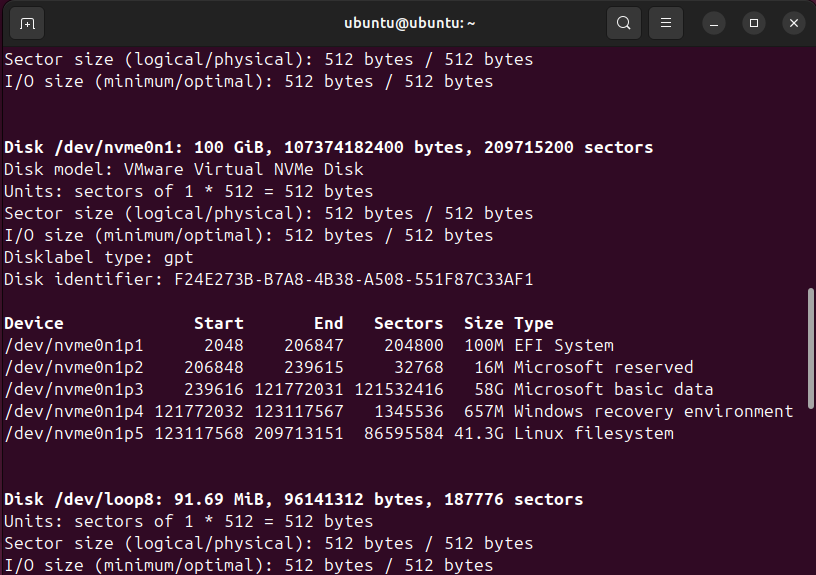 ubuntu@ubuntu: ~
Sector size (logical/physical): 512 bytes / 512 bytes
I/O size (minimum/optimal): 512 bytes / 512 bytes
Disk /dev/nvme0n1: 100 GiB, 107374182400 bytes, 209715200 sectors
Disk model: VMware Virtual NVMe Disk
Units: sectors of 1 * 512 = 512 bytes
Sector size (logical/physical): 512 bytes / 512 bytes
I/O size (minimum/optimal): 512 bytes / 512 bytes
Disklabel type: gpt
Disk identifier: F24E273B-B7A8-4B38-A508-551F87C33AF1
Device Start End Sectors Size Type
/dev/nvme0n1p1 2048 206847 204800 100M EFI System
/dev/nvme0n1p2 206848 239615 32768 16M Microsoft reserved
/dev/nvme0n1p3 239616 121772031 121532416 58G Microsoft basic data
/dev/nvme0n1p4 121772032 123117567 1345536 657M Windows recovery environment
/dev/nvme0n1p5 123117568 209713151 86595584 41.3G Linux filesystem
Disk /dev/loop8: 91.69 MiB, 96141312 bytes, 187776 sectors
Units: sectors of 1 * 512 = 512 bytes
Sector size (logical/physical): 512 bytes / 512 bytes
I/O size (minimum/optimal): 512 bytes / 512 bytes